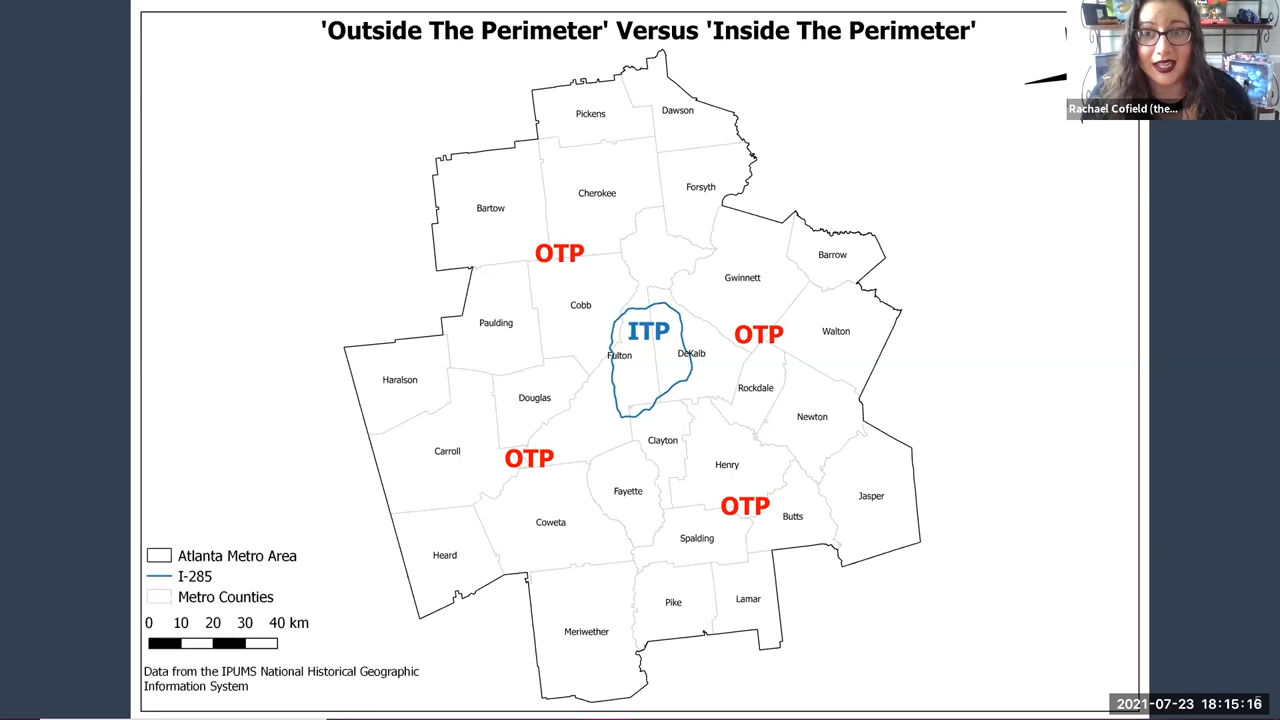 'Outside The Perimeter' Versus 'Inside The Perimeter'
Rachael Cofield (the...
Pickens
Dawson
Cherokee
Forsyth
Bartow
OTP
Barrow
Gwinnett
Cobb
Paulding
ITP
OTP
Walton
Fulton
DeKalb
Haralson
Douglas
Rockdale
Newton
Carroll
Clayton
OTP
Henry
Fayette
Jasper
OTP
Butts
Coweta
Spalding
Heard
Pike
Lamar
Meriwether
Atlanta Metro Area
I-285
Metro Counties
0 10 20 30 40 km
Data from the IPUMS National Historical Geographic
Information System
2021-07-23 18:15:16